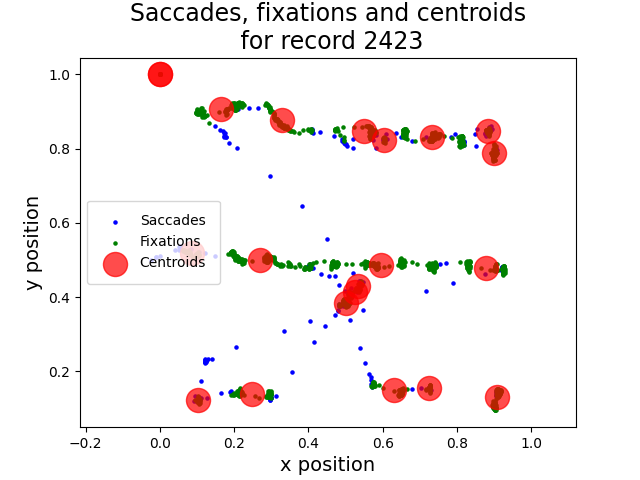 Saccades, fixations and centroids
for record 2423
1.0
0.8
0.6
0.4
0.2
y position
Saccades
Fixations
Centroids
−0.2
0.0
0.2
0.4
0.6
0.8
1.0
x position